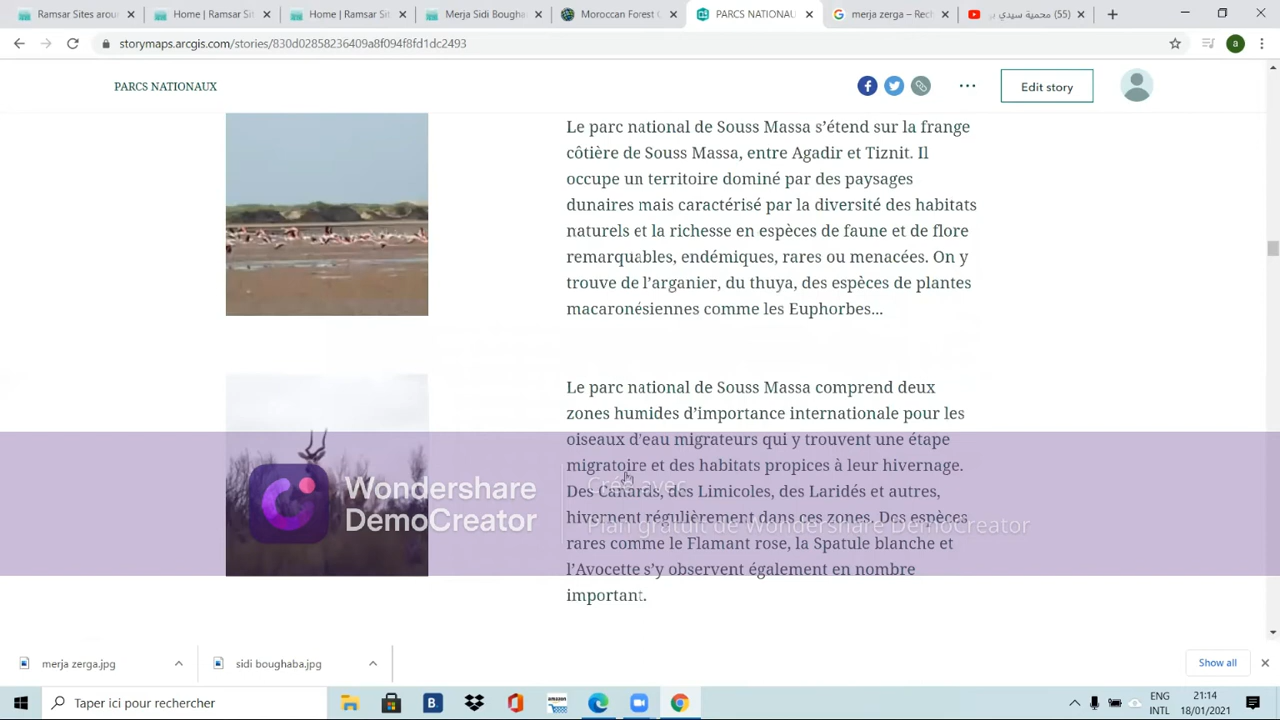 Ramsar Sites arou
Home | Ramsar Sit
Home | Ramsar Sit
Merja Sidi Bougha
Moroccan Forest C
PARCS NATIONAU
merja zerga – Rech
(55) محمية سيدي
storymaps.arcgis.com/stories/830d02858236409a8f094f8fd1dc2493
a
PARCS NATIONAUX
Edit story
Le parc national de Souss Massa s’étend sur la frange
côtière de Souss Massa, entre Agadir et Tiznit. Il
occupe un territoire dominé par des paysages
dunaires mais caractérisé par la diversité des habitats
naturels et la richesse en espèces de faune et de flore
remarquables, endémiques, rares ou menacées. On y
trouve de l’arganier, du thuya, des espèces de plantes
macaronésiennes comme les Euphorbes...
Le parc national de Souss Massa comprend deux
zones humides d’importance internationale pour les
oiseaux d’eau migrateurs qui y trouvent une étape
migratoire et des habitats propices à leur hivernage.
Des Canards, des Limicoles, des Laridés et autres,
hivernent régulièrement dans ces zones. Des espèces
rares comme le Flamant rose, la Spatule blanche et
l’Avocette s’y observent également en nombre
important.
Wondershare
DemoCreator
Créé avec
Plan gratuit de Wondershare DemoCreator
merja zerga.jpg
sidi boughaba.jpg
Show all
Taper ici pour rechercher
B.
amazon
ENG
INTL
21:14
18/01/2021